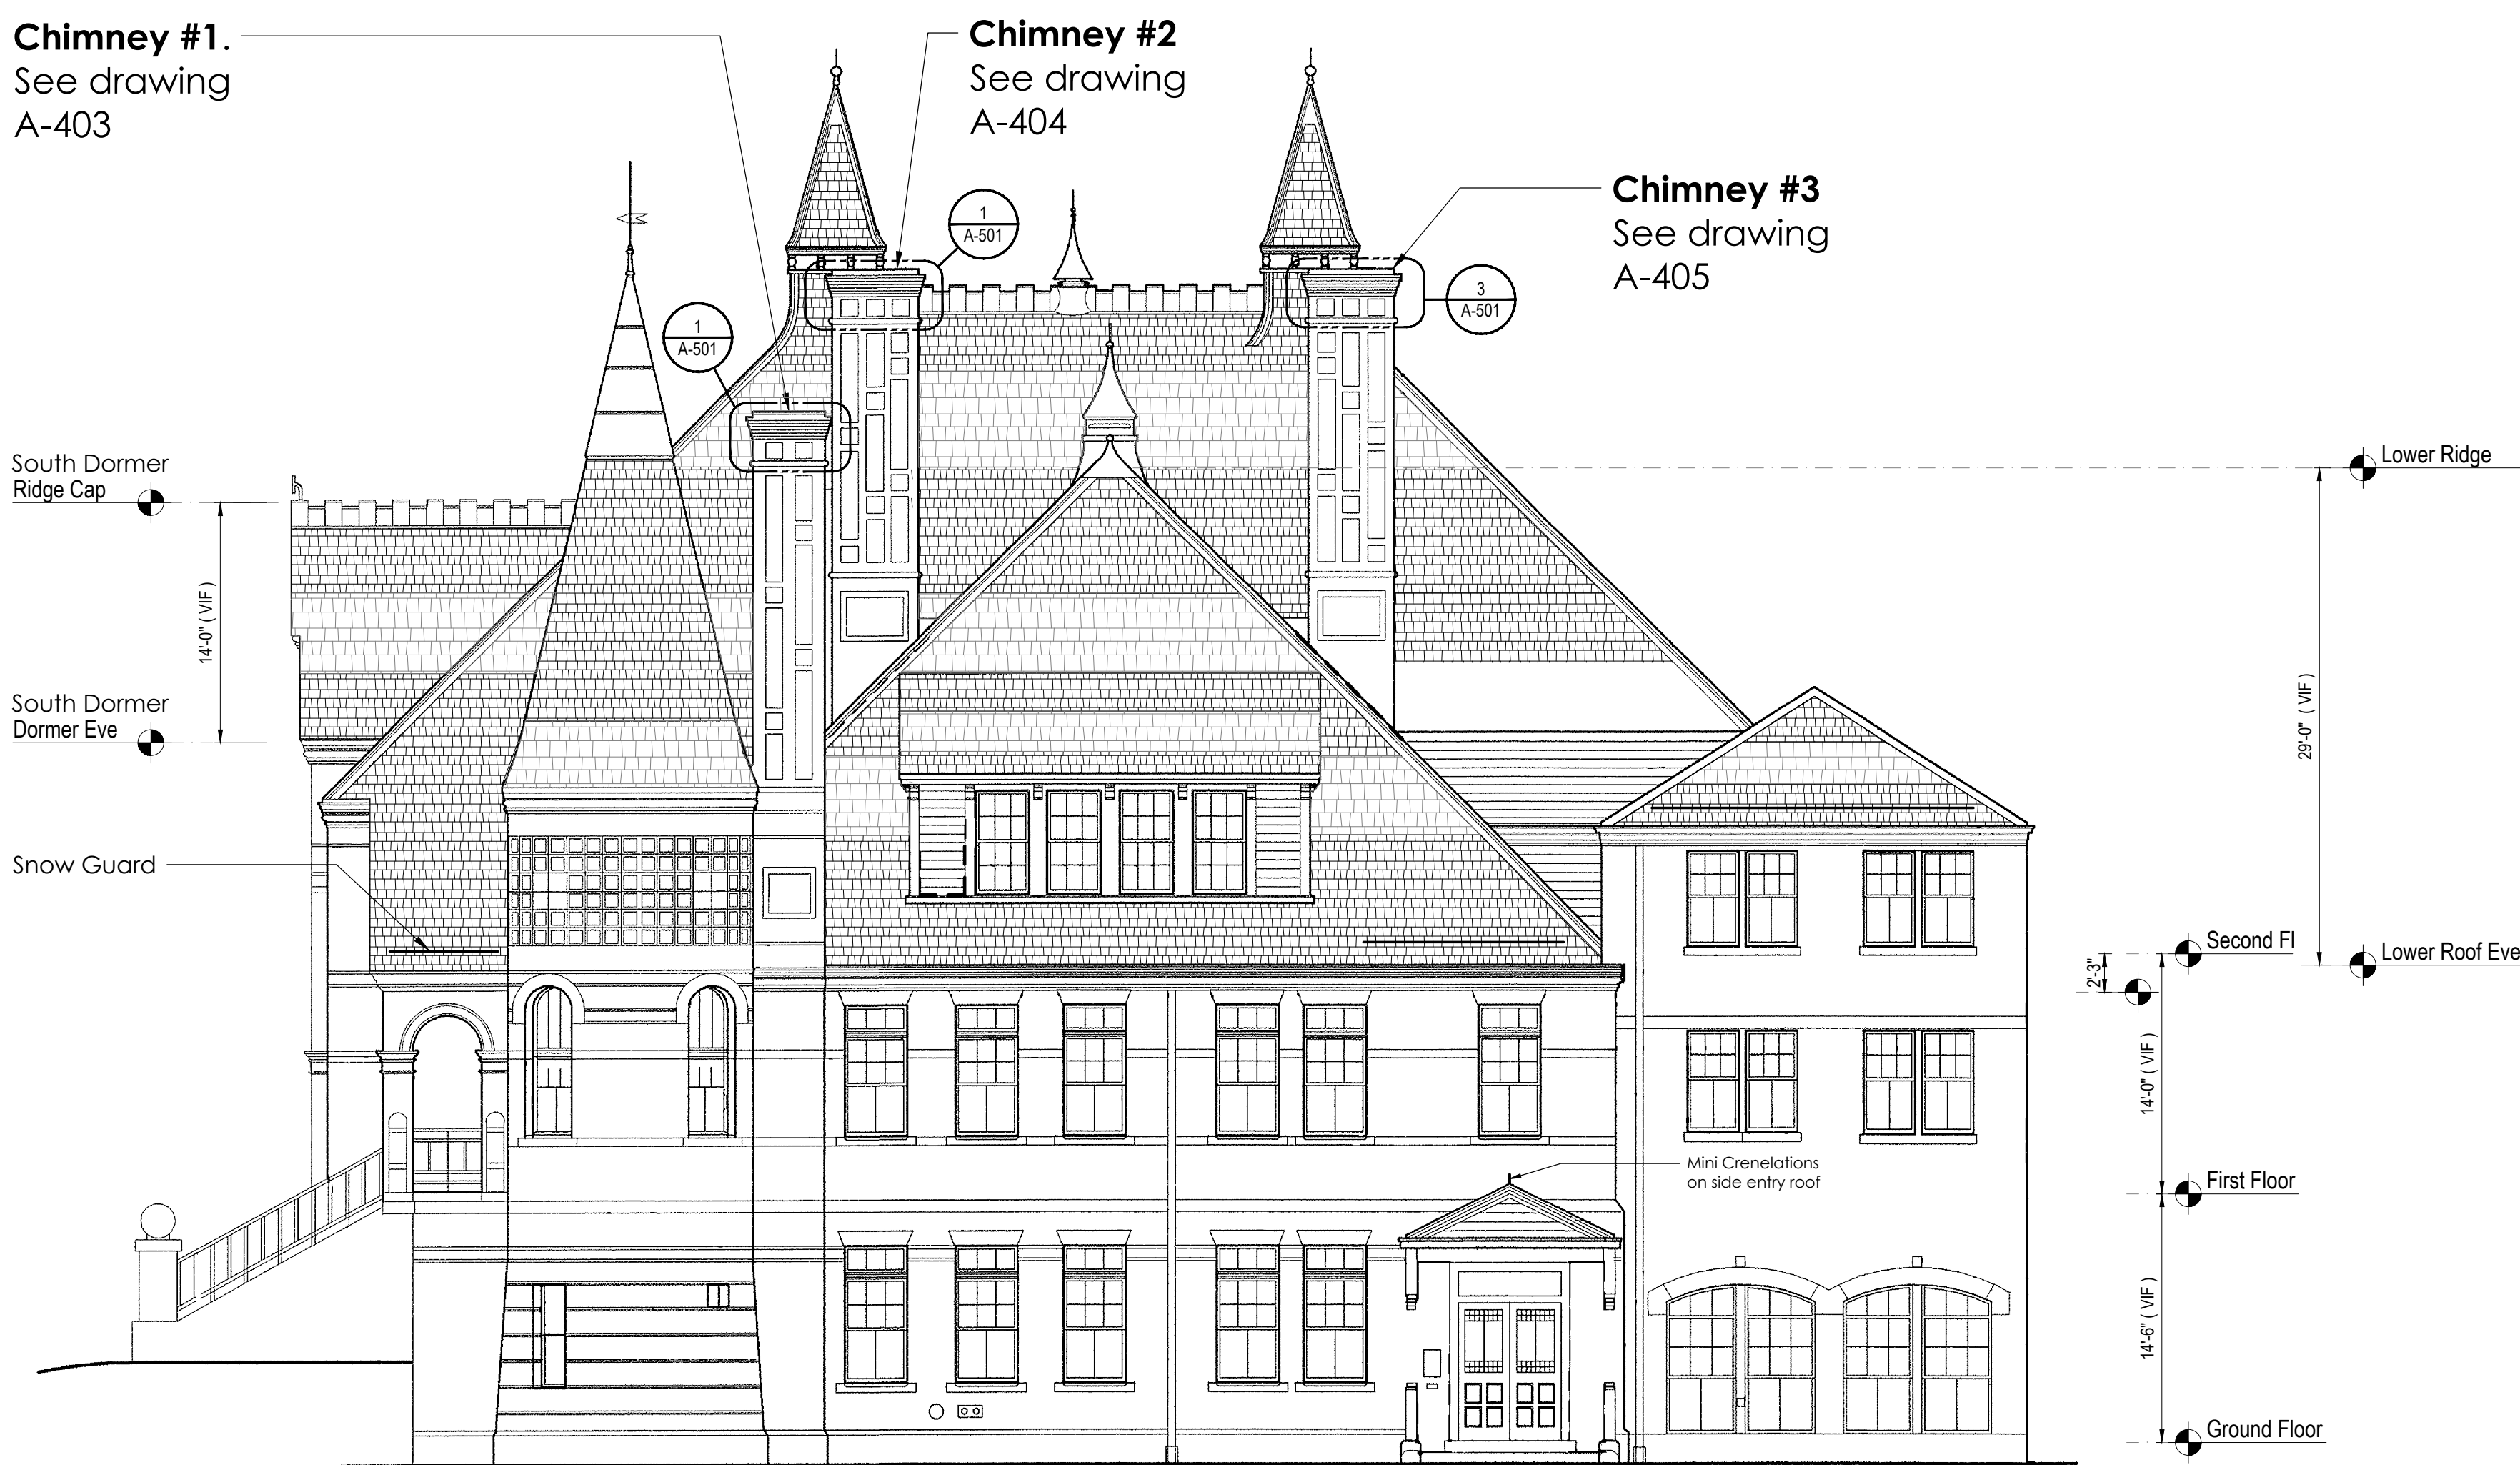 Chimney #1.
See drawing
A-403
Chimney #2
See drawing
A-404
Chimney #3
See drawing
A-405
1
A-501
3
A-501
1
A-501
South Dormer
Ridge Cap
14'-0" ( VIF )
South Dormer
Dormer Eve
Snow Guard
Lower Ridge
29'-0" ( VIF )
Second Fl
Lower Roof Eve
2'-3"
14'-0" ( VIF )
Mini Crenelations
on side entry roof
First Floor
14'-6" ( VIF )
Ground Floor